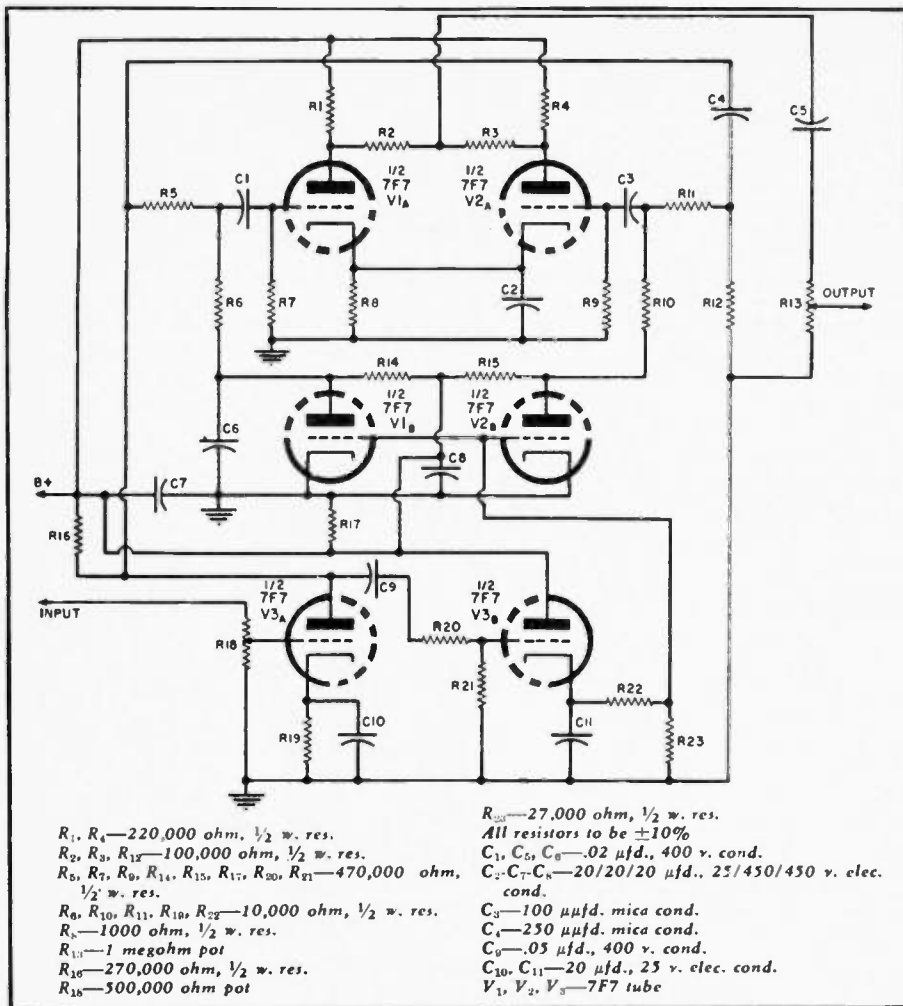 R1
R4
C4
C5
R2
R3
1/2
7F7
V1A
1/2
7F7
V2A
R5
C1
C3
R11
R6
R7
R8
C2
R9
R10
R12
R13
OUTPUT
R14
R15
1/2
7F7
V1B
1/2
7F7
V2B
C6
C8
B+
C7
R16
R17
INPUT
1/2
7F7
V3A
C9
1/2
7F7
V3B
R18
R20
R21
R22
R19
C10
C11
R23
R1, R4—220,000 ohm, 1/2 w. res.
R2, R3, R12—100,000 ohm, 1/2 w. res.
R5, R7, R9, R14, R15, R17, R20, R21—470,000 ohm,
1/2 w. res.
R6, R10, R11, R19, R22—10,000 ohm, 1/2 w. res.
R8—1000 ohm, 1/2 w. res.
R13—1 megohm pot
R16—270,000 ohm, 1/2 w. res.
R18—500,000 ohm pot
R23—27,000 ohm, 1/2 w. res.
All resistors to be ±10%
C1, C5, C6—.02 µfd., 400 v. cond.
C2-C7-C8—20/20/20 µfd., 25/450/450 v. elec.
cond.
C3—100 µµfd. mica cond.
C4—250 µµfd. mica cond.
C9—.05 µfd., 400 v. cond.
C10, C11—20 µfd., 25 v. elec. cond.
V1, V2, V3—7F7 tube